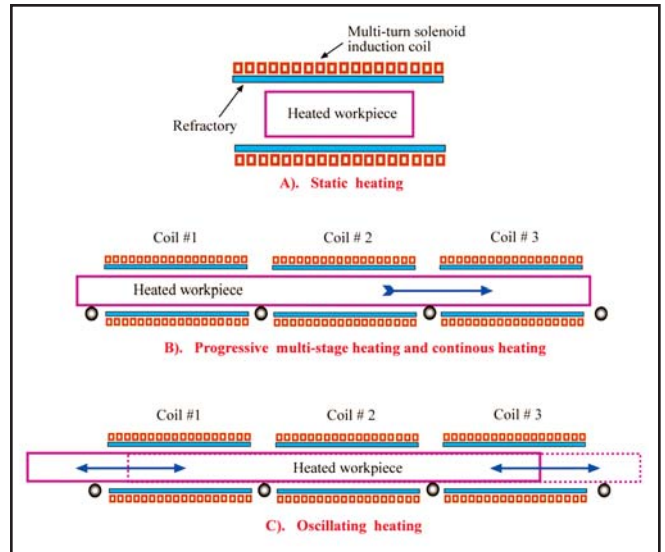 Multi-turn solenoid
induction coil
Heated workpiece
Refractory
A). Static heating
Coil #1 Coil # 2 Coil # 3
Heated workpiece
B). Progressive multi-stage heating and continous heating
Coil #1 Coil # 2 Coil # 3
Heated workpiece
C). Oscillating heating